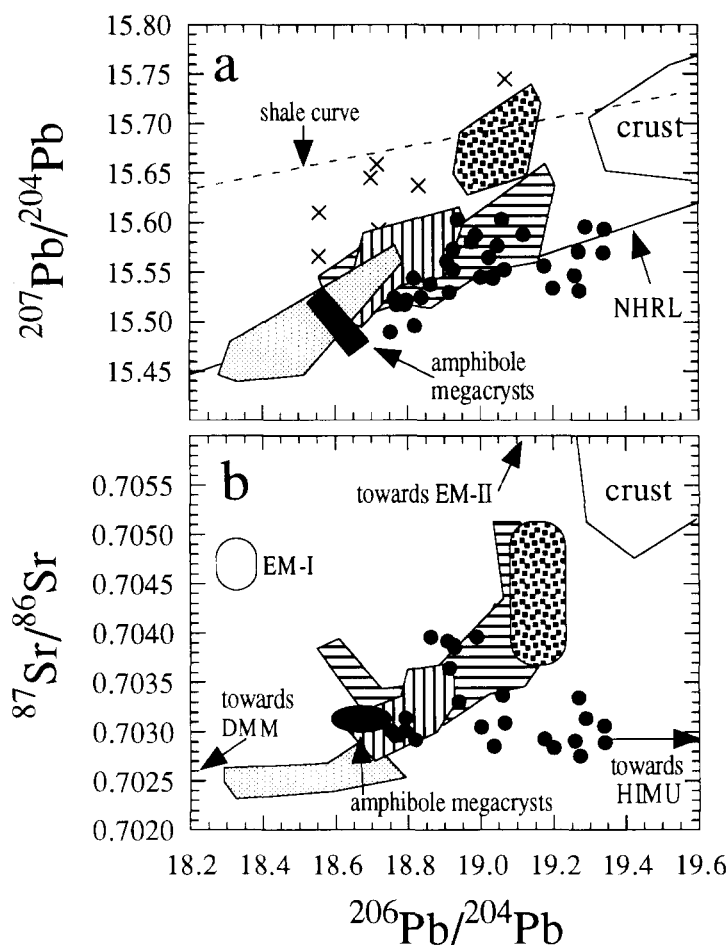 15.80
15.75
15.70
15.65
15.60
15.55
15.50
15.45
207Pb/204Pb
a
shale curve
crust
NHRL
amphibole
megacrysts
0.7055
0.7050
0.7045
0.7040
0.7035
0.7030
0.7025
0.7020
87Sr/86Sr
b
towards EM-II
crust
EM-I
towards
DMM
amphibole megacrysts
towards
HIMU
18.2 18.4 18.6 18.8 19.0 19.2 19.4 19.6
206Pb/204Pb